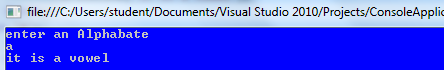 file:///C:/Users/student/Documents/Visual Studio 2010/Projects/ConsoleApplic
enter an Alphabate
a
it is a vowel